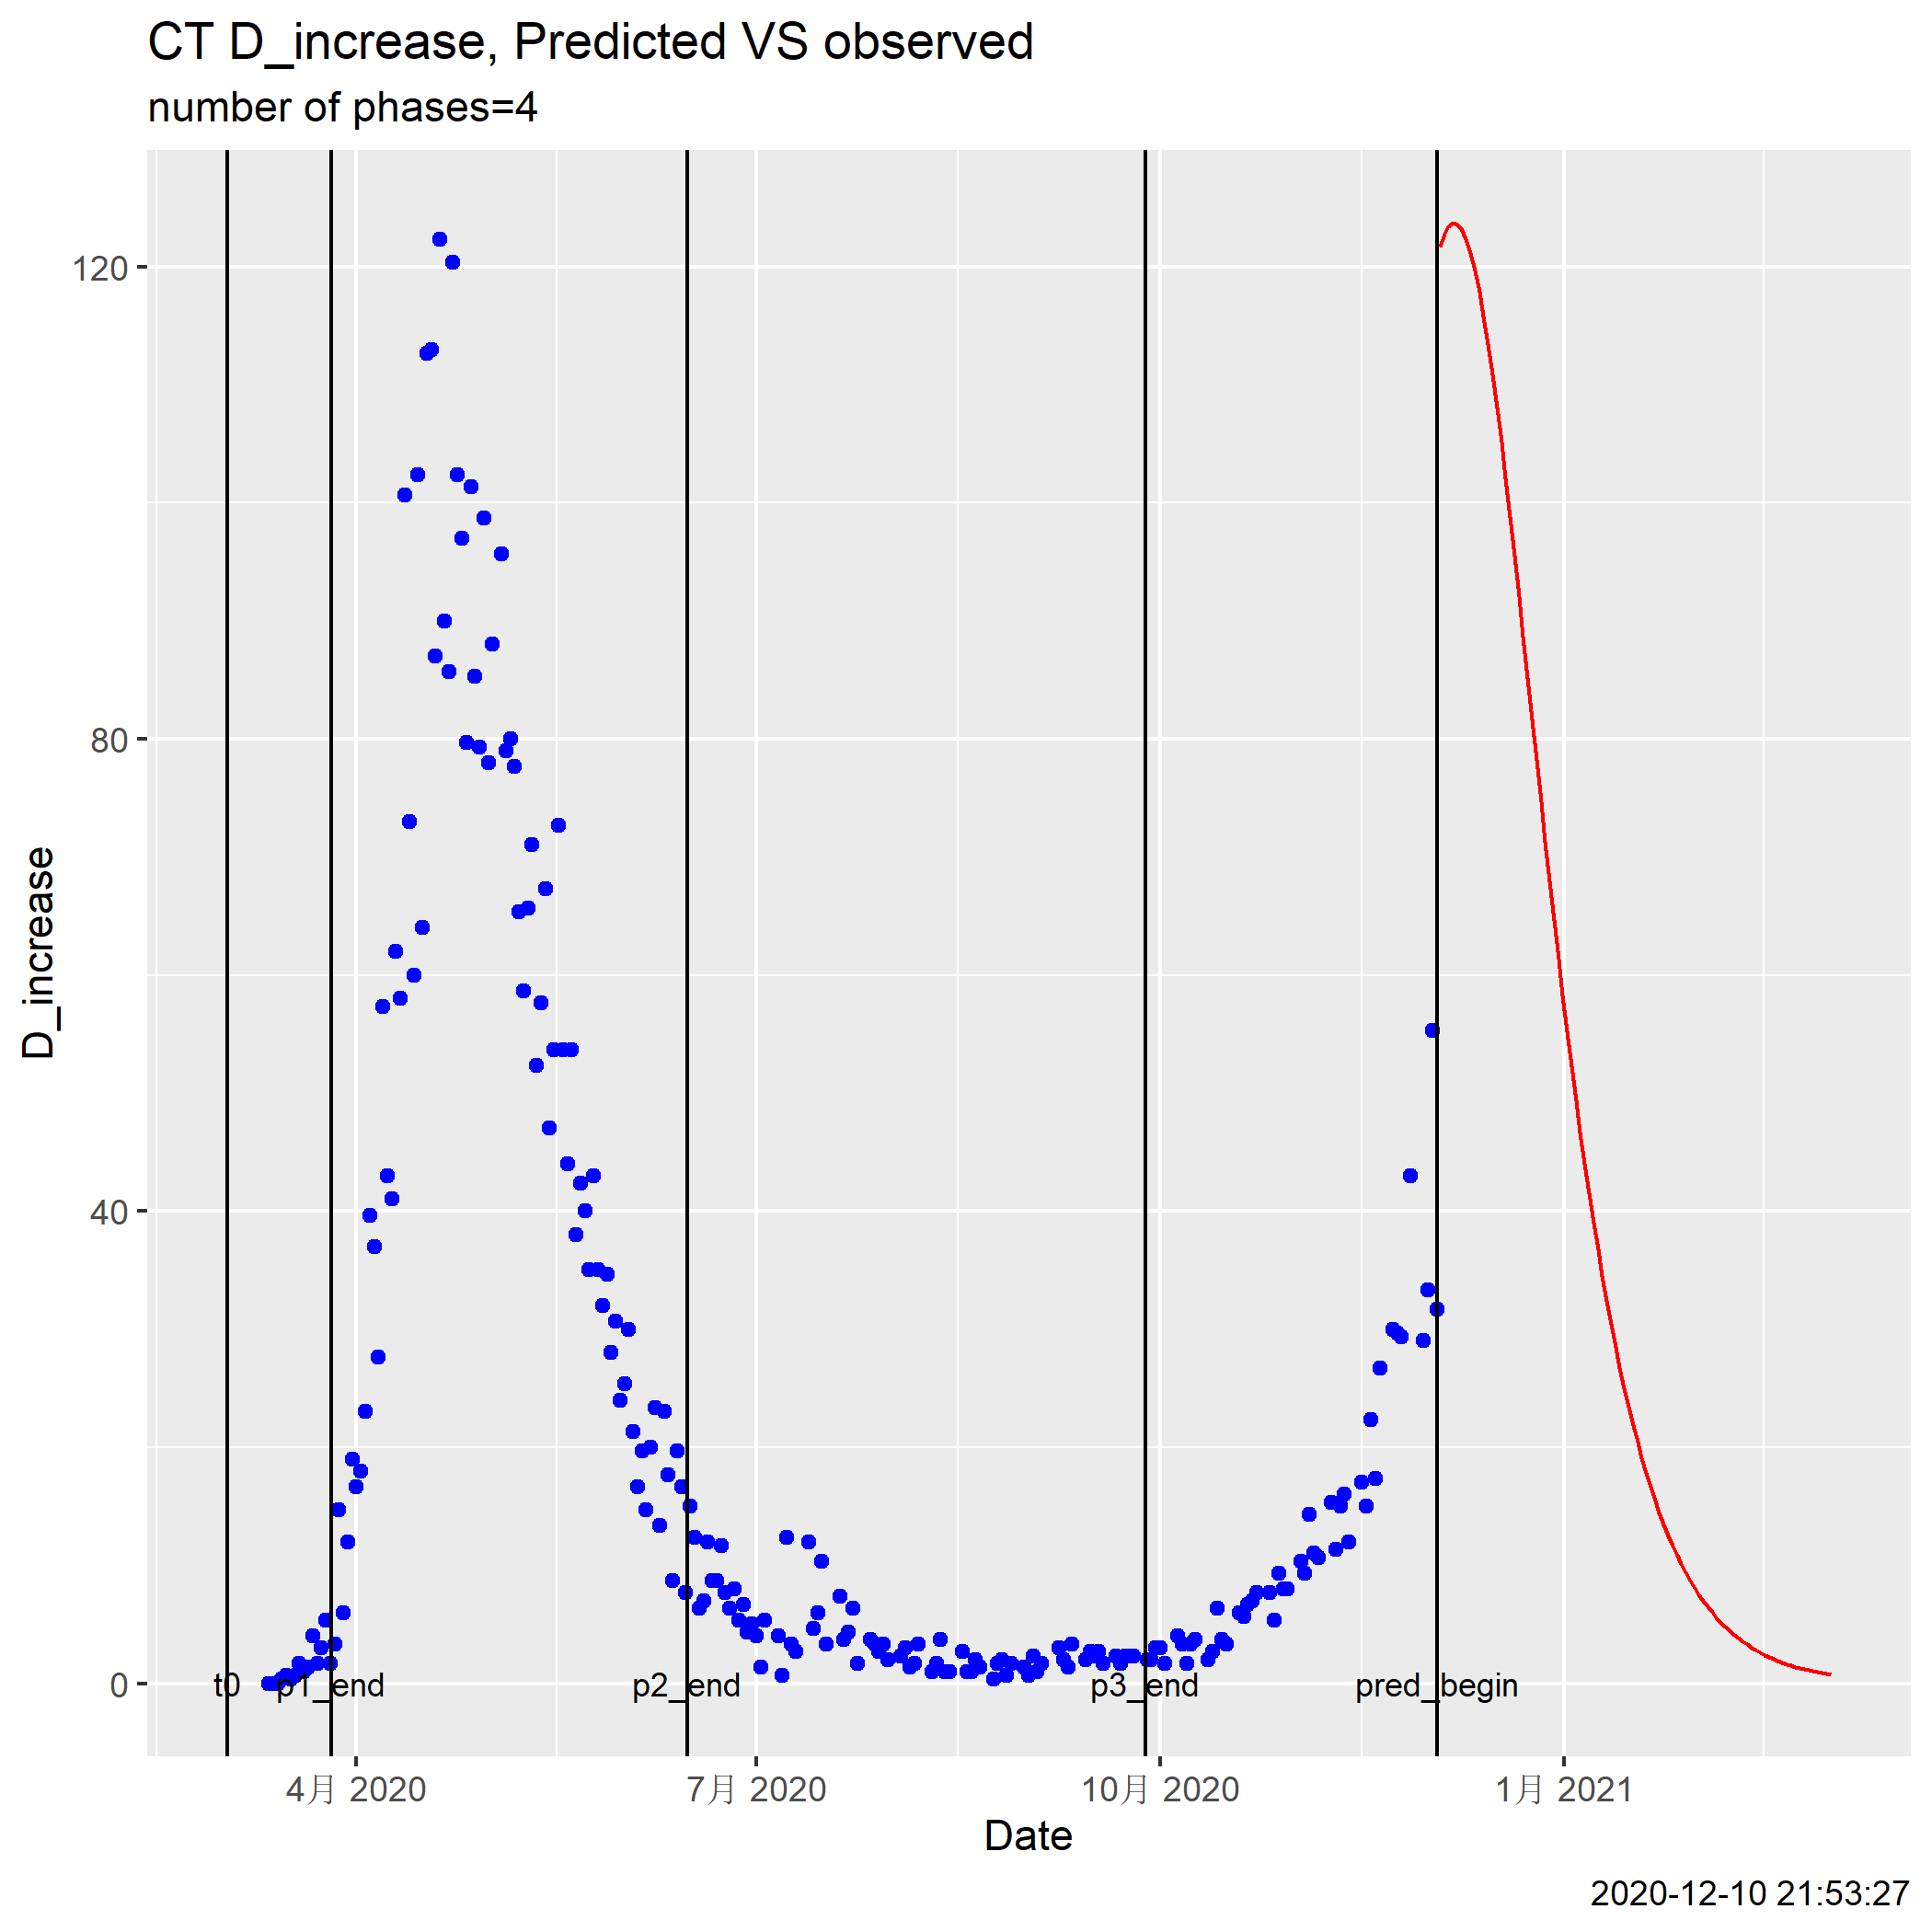 CT D_increase, Predicted VS observed
number of phases=4
120
80
40
0
D_increase
t0
p1_end
p2_end
p3_end
pred_begin
4月 2020
7月 2020
10月 2020
1月 2021
Date
2020-12-10 21:53:27